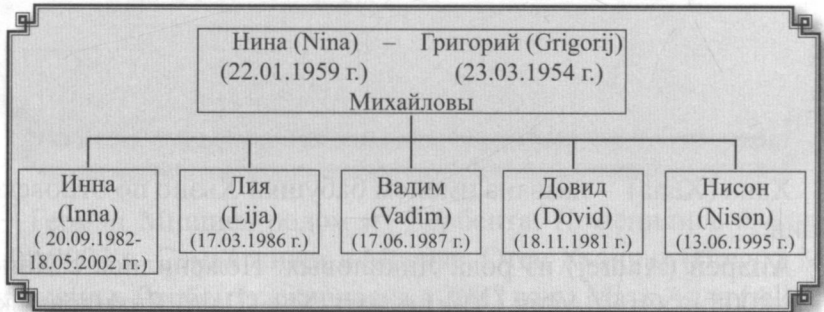 Нина (Nina) – Григорий (Grigorij)
(22.01.1959 г.) (23.03.1954 г.)
Михайловы
Инна
(Inna)
( 20.09.1982-
18.05.2002 гг.)
Лия
(Lija)
(17.03.1986 г.)
Вадим
(Vadim)
(17.06.1987 г.)
Довид
(Dovid)
(18.11.1981 г.)
Нисон
(Nison)
(13.06.1995 г.)